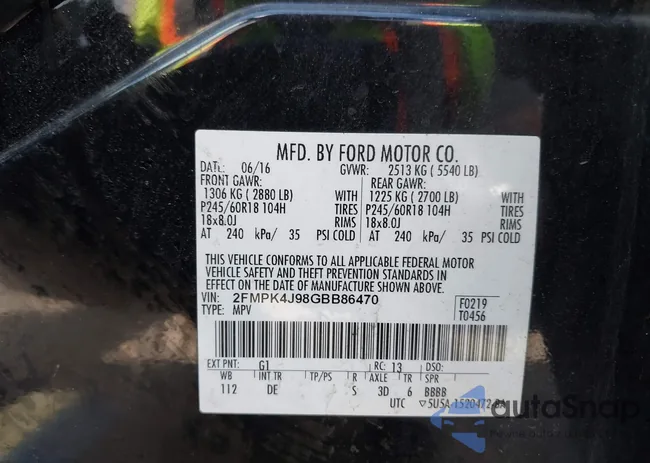 MFD. BY FORD MOTOR CO.
DATE: 06/16 GVWR: 2513 KG ( 5540 LB)
FRONT GAWR: REAR GAWR:
1306 KG ( 2880 LB) WITH 1225 KG ( 2700 LB) WITH
P245/60R18 104H TIRES P245/60R18 104H TIRES
18x8.0J RIMS 18x8.0J RIMS
AT 240 kPa/ 35 PSI COLD AT 240 kPa/ 35 PSI COLD
THIS VEHICLE CONFORMS TO ALL APPLICABLE FEDERAL MOTOR
VEHICLE SAFETY AND THEFT PREVENTION STANDARDS IN
EFFECT ON THE DATE OF MANUFACTURE SHOWN ABOVE.
VIN: 2FMPK4J98GBB86470 F0219
TYPE: MPV T0456
EXT PNT: G1 RC: 13 DSO:
WB INT TR TP/PS R AXLE TR SPR
112 DE S 3D 6 BBBB
UTC ▽5U5A-1520472-BA
autoSnap